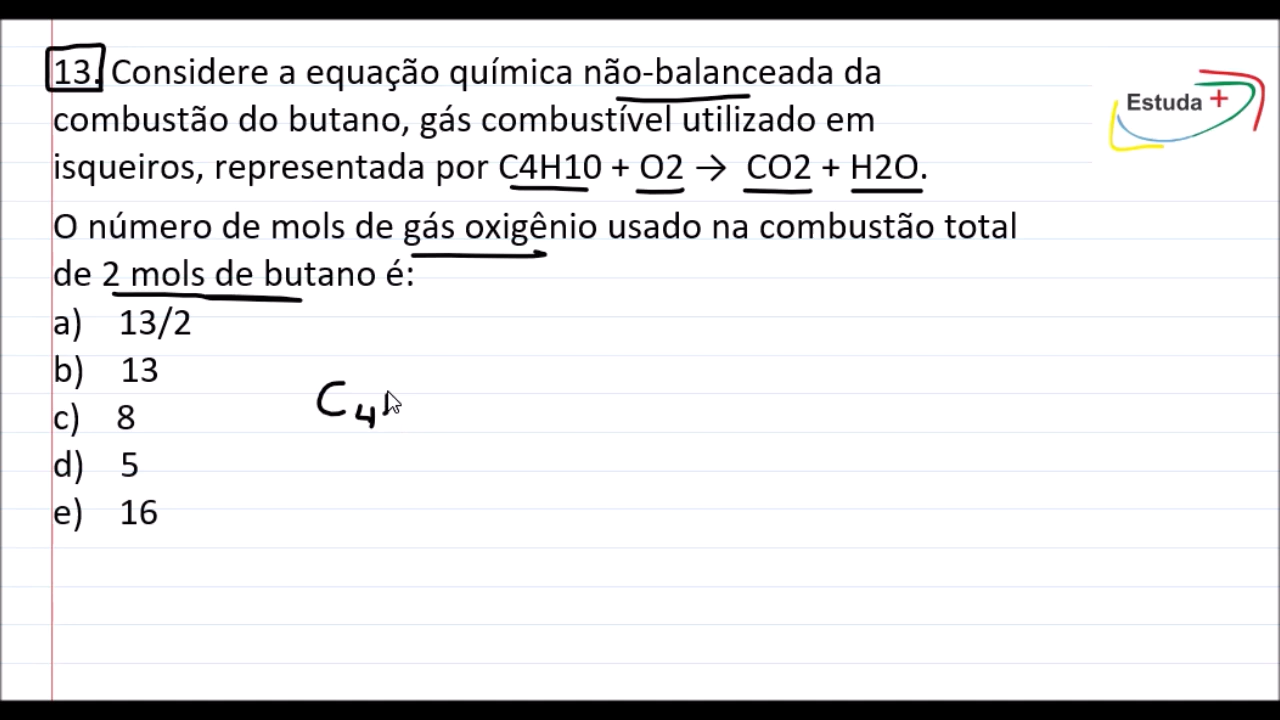 13. Considere a equação química não-balanceada da
combustão do butano, gás combustível utilizado em
isqueiros, representada por C4H10 + O2 → CO2 + H2O.
Estuda +
O número de mols de gás oxigênio usado na combustão total
de 2 mols de butano é:
a) 13/2
b) 13
c) 8
d) 5
e) 16
C4